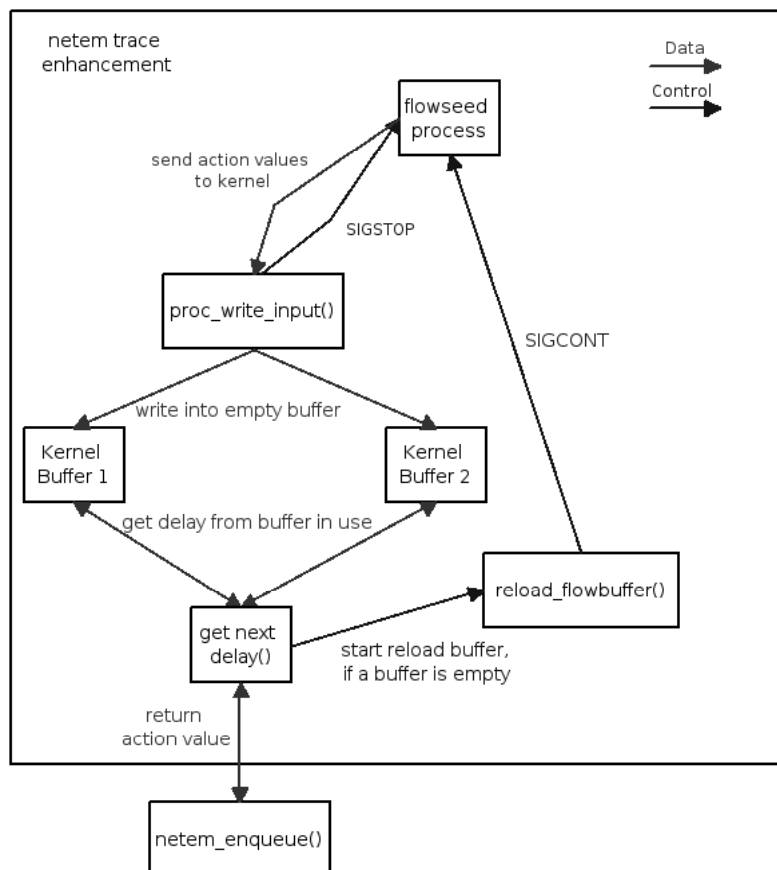 netem trace
enhancement
Data
Control
flowseed
process
send action values
to kernel
SIGSTOP
proc_write_input()
SIGCONT
write into empty buffer
Kernel
Buffer 1
Kernel
Buffer 2
get delay from buffer in use
reload_flowbuffer()
get next
delay()
start reload buffer,
if a buffer is empty
return
action value
netem_enqueue()